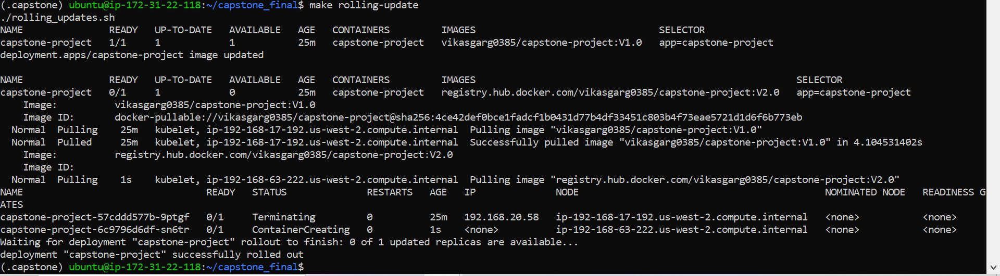 (.capstone) ubuntu@ip-172-31-22-118:~/capstone_final$ make rolling-update
./rolling_updates.sh
NAME READY UP-TO-DATE AVAILABLE AGE CONTAINERS IMAGES SELECTOR
capstone-project 1/1 1 1 25m capstone-project vikasgarg0385/capstone-project:V1.0 app=capstone-project
deployment.apps/capstone-project image updated
NAME READY UP-TO-DATE AVAILABLE AGE CONTAINERS IMAGES SELECTOR
capstone-project 0/1 1 0 25m capstone-project registry.hub.docker.com/vikasgarg0385/capstone-project:V2.0 app=capstone-project
Image: vikasgarg0385/capstone-project:V1.0
Image ID: docker-pullable://vikasgarg0385/capstone-project@sha256:4ce42def0bce1fadcf1b0431d77b4df33451c803b4f73eae5721d1d6f6b773eb
Normal Pulling 25m kubelet, ip-192-168-17-192.us-west-2.compute.internal Pulling image "vikasgarg0385/capstone-project:V1.0"
Normal Pulled 25m kubelet, ip-192-168-17-192.us-west-2.compute.internal Successfully pulled image "vikasgarg0385/capstone-project:V1.0" in 4.104531402s
Image: registry.hub.docker.com/vikasgarg0385/capstone-project:V2.0
Image ID:
Normal Pulling 1s kubelet, ip-192-168-63-222.us-west-2.compute.internal Pulling image "registry.hub.docker.com/vikasgarg0385/capstone-project:V2.0"
NAME READY STATUS RESTARTS AGE IP NODE NOMINATED NODE READINESS G
ATES
capstone-project-57cddd577b-9ptgf 0/1 Terminating 0 25m 192.168.20.58 ip-192-168-17-192.us-west-2.compute.internal <none> <none>
capstone-project-6c9796d6df-sn6tr 0/1 ContainerCreating 0 1s <none> ip-192-168-63-222.us-west-2.compute.internal <none> <none>
Waiting for deployment "capstone-project" rollout to finish: 0 of 1 updated replicas are available...
deployment "capstone-project" successfully rolled out
(.capstone) ubuntu@ip-172-31-22-118:~/capstone_final$